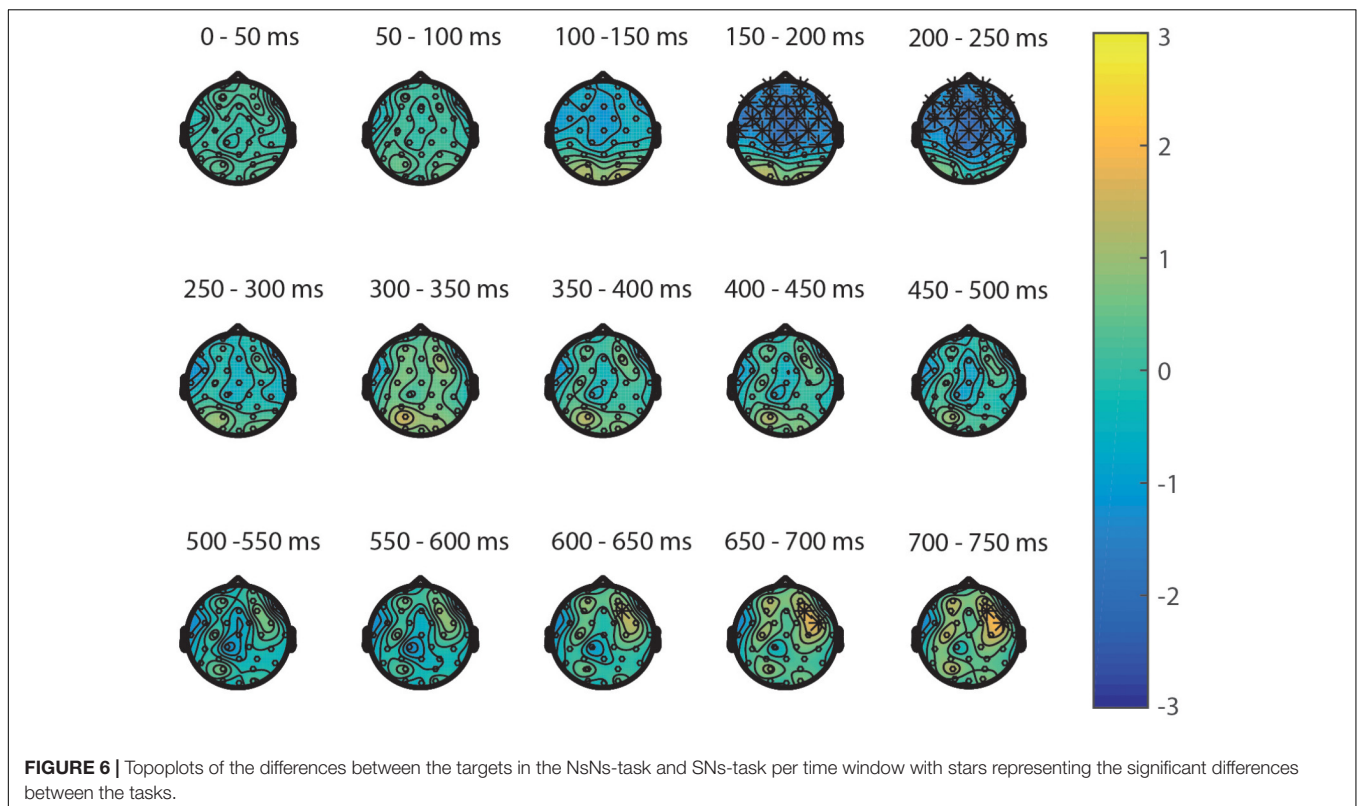 0 - 50 ms 50 - 100 ms 100 -150 ms 150 - 200 ms 200 - 250 ms
250 - 300 ms 300 - 350 ms 350 - 400 ms 400 - 450 ms 450 - 500 ms
500 -550 ms 550 - 600 ms 600 - 650 ms 650 - 700 ms 700 - 750 ms
3
2
1
0
-1
-2
-3
FIGURE 6 | Topoplots of the differences between the targets in the NsNs-task and SNs-task per time window with stars representing the significant differences
between the tasks.